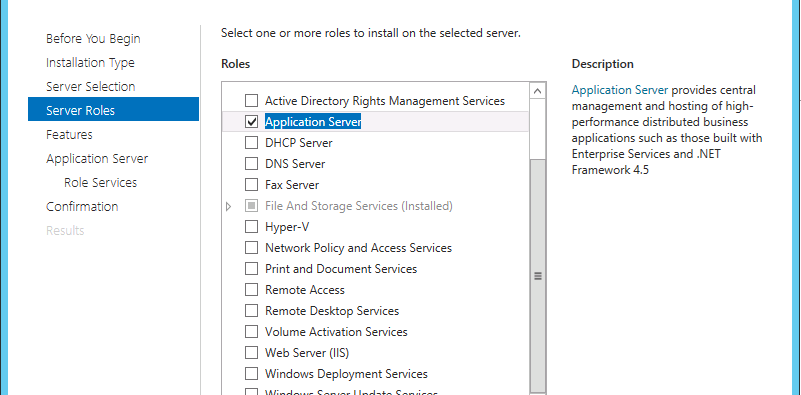 Select one or more roles to install on the selected server.
Before You Begin
Installation Type
Server Selection
Server Roles
Features
Application Server
Role Services
Confirmation
Results
Roles
Active Directory Rights Management Services
Application Server
DHCP Server
DNS Server
Fax Server
File And Storage Services (Installed)
Hyper-V
Network Policy and Access Services
Print and Document Services
Remote Access
Remote Desktop Services
Volume Activation Services
Web Server (IIS)
Windows Deployment Services
Windows Server Update Services
Description
Application Server provides central
management and hosting of high-
performance distributed business
applications such as those built with
Enterprise Services and .NET
Framework 4.5